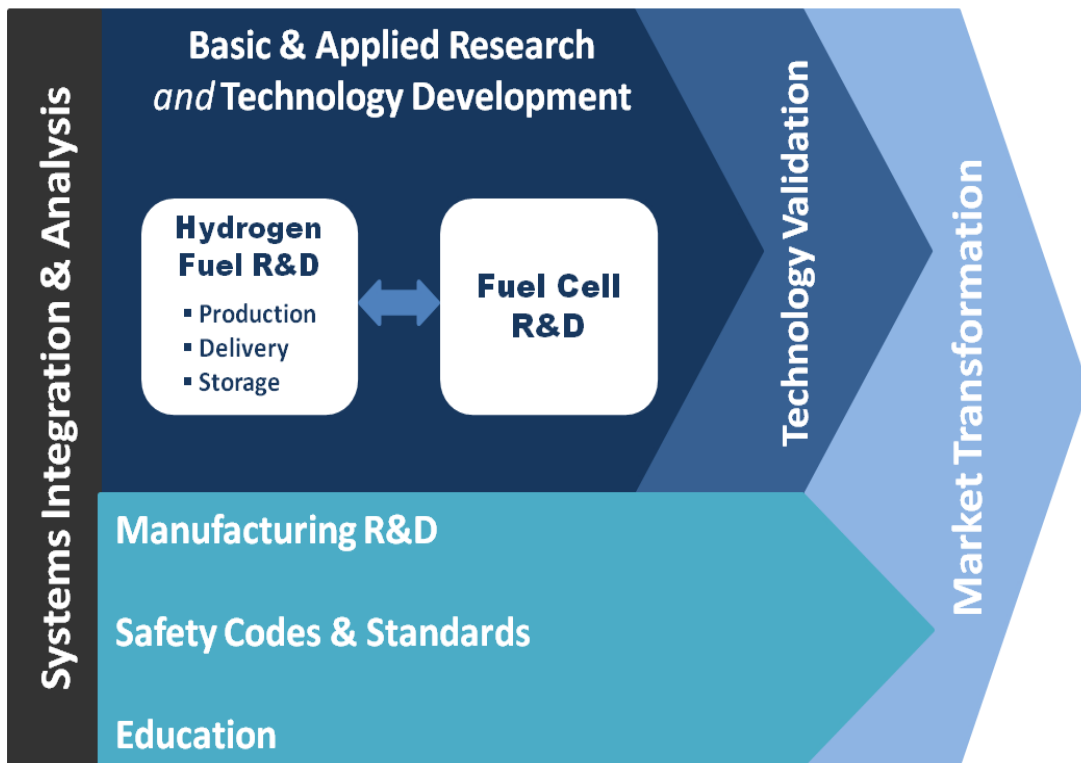 Systems Integration & Analysis
Basic & Applied Research
and Technology Development
Hydrogen
Fuel R&D
▪ Production
▪ Delivery
▪ Storage
Fuel Cell
R&D
Technology Validation
Market Transformation
Manufacturing R&D
Safety Codes & Standards
Education